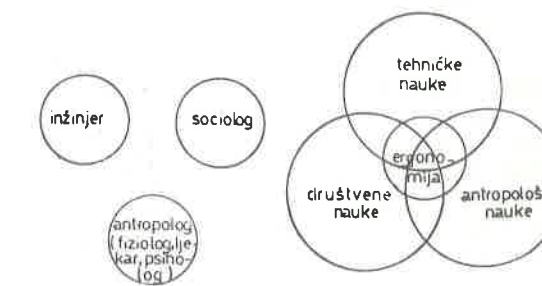 inžinjer
sociolog
antropolog
(fiziolog, lje-
kar, psiho-
log)
tehničke
nauke
ergono-
mija
društvene
nauke
antropološ
nauke